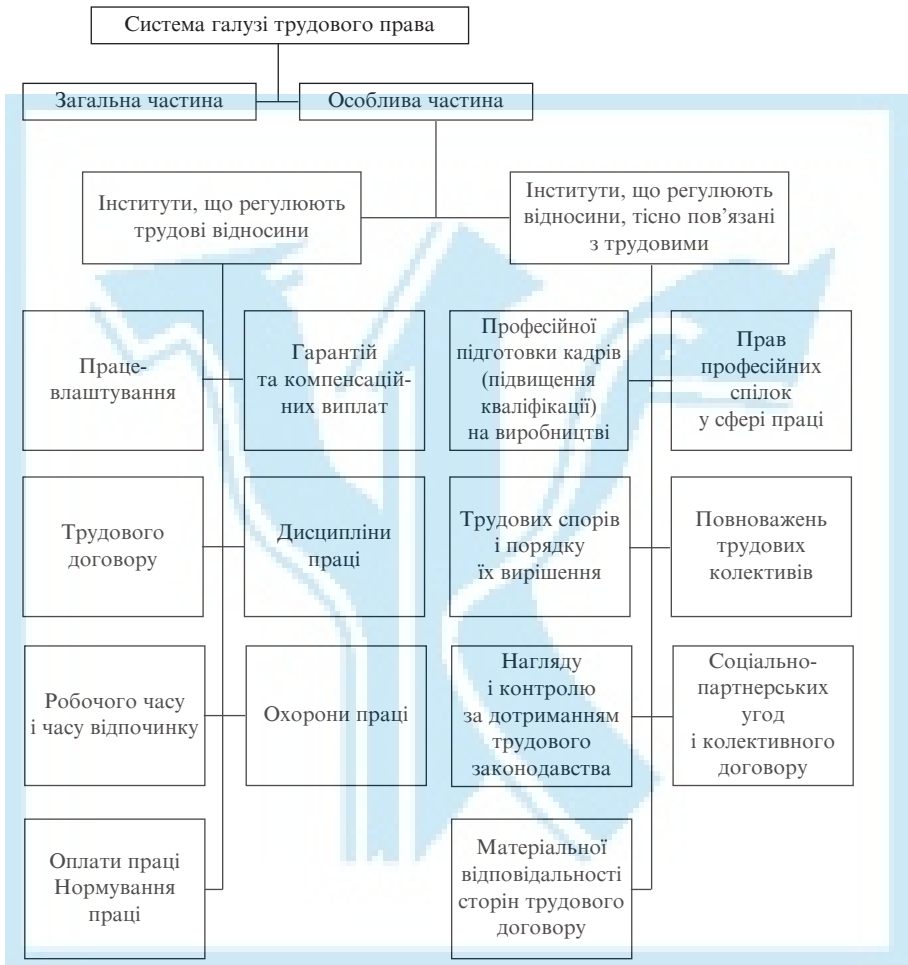 Система галузі трудового права
Загальна частина
Особлива частина
Інститути, що регулюють
трудові відносини
Інститути, що регулюють
відносини, тісно пов’язані
з трудовими
Праце-
влаштування
Гарантій
та компенсацій-
них виплат
Професійної
підготовки кадрів
(підвищення
кваліфікації)
на виробництві
Прав
професійних
спілок
у сфері праці
Трудового
договору
Дисципліни
праці
Трудових спорів
і порядку
їх вирішення
Повноважень
трудових
колективів
Робочого часу
і часу відпочинку
Охорони праці
Нагляду
і контролю
за дотриманням
трудового
законодавства
Соціально-
партнерських
угод
і колективного
договору
Оплати праці
Нормування
праці
Матеріальної
відповідальності
сторін трудового
договору